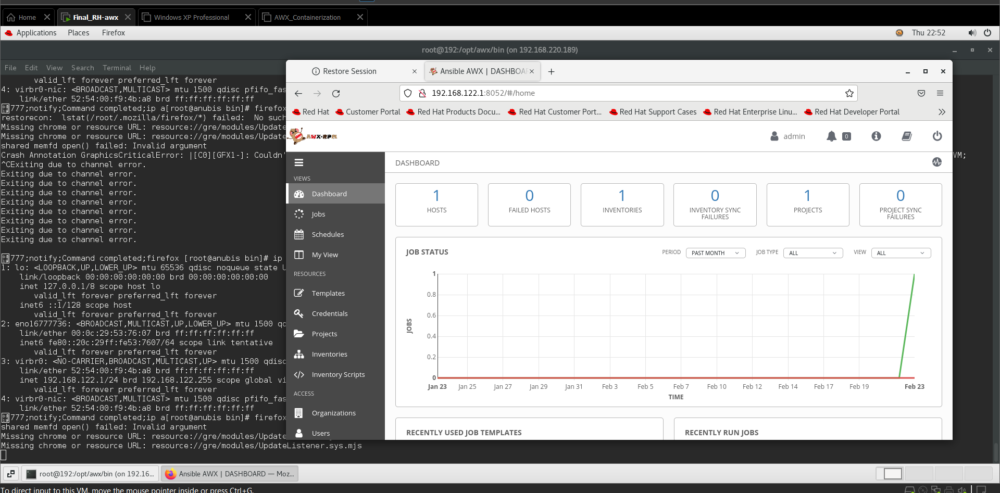 Home
Final_RH-awx
Windows XP Professional
AWX_Containerization
Applications Places Firefox
Thu 22:52
root@192:/opt/awx/bin (on 192.168.220.189)
File Edit View Search Terminal Help
valid_lft forever preferred_lft forever
4: virbr0-nic: <BROADCAST,MULTICAST> mtu 1500 qdisc pfifo_fas
link/ether 52:54:00:f9:4b:a8 brd ff:ff:ff:ff:ff:ff
777;notify;Command completed;ip a[root@anubis bin]# firefox
restorecon:  lstat(/root/.mozilla/firefox/*) failed:  No such
Missing chrome or resource URL: resource://gre/modules/Update
Missing chrome or resource URL: resource://gre/modules/Update
shared memfd open() failed: Invalid argument
Crash Annotation GraphicsCriticalError: |[C0][GFX1-]: Couldn' VM;
^CExiting due to channel error.
Exiting due to channel error.
Exiting due to channel error.
Exiting due to channel error.
Exiting due to channel error.
Exiting due to channel error.
Exiting due to channel error.
Exiting due to channel error.
Exiting due to channel error.
777;notify;Command completed;firefox [root@anubis bin]# ip
1: lo: <LOOPBACK,UP,LOWER_UP> mtu 65536 qdisc noqueue state U
link/loopback 00:00:00:00:00:00 brd 00:00:00:00:00:00
inet 127.0.0.1/8 scope host lo
valid_lft forever preferred_lft forever
inet6 ::1/128 scope host
valid_lft forever preferred_lft forever
2: eno16777736: <BROADCAST,MULTICAST,UP,LOWER_UP> mtu 1500 qd
link/ether 00:0c:29:53:76:07 brd ff:ff:ff:ff:ff:ff
inet6 fe80::20c:29ff:fe53:7607/64 scope link tentative
valid_lft forever preferred_lft forever
3: virbr0: <NO-CARRIER,BROADCAST,MULTICAST,UP> mtu 1500 qdisc
link/ether 52:54:00:f9:4b:a8 brd ff:ff:ff:ff:ff:ff
inet 192.168.122.1/24 brd 192.168.122.255 scope global vi
valid_lft forever preferred_lft forever
4: virbr0-nic: <BROADCAST,MULTICAST> mtu 1500 qdisc pfifo_fas
link/ether 52:54:00:f9:4b:a8 brd ff:ff:ff:ff:ff:ff
777;notify;Command completed;ip a[root@anubis bin]# firefox
shared memfd open() failed: Invalid argument
Missing chrome or resource URL: resource://gre/modules/Update
Missing chrome or resource URL: resource://gre/modules/UpdateListener.sys.mjs
Restore Session
Ansible AWX | DASHBOA
192.168.122.1:8052/#/home
Red Hat
Customer Portal
Red Hat Products Docu...
Red Hat Customer Port...
Red Hat Support Cases
Red Hat Enterprise Linu...
Red Hat Developer Portal
AWX-RPM
admin
0
VIEWS
Dashboard
Jobs
Schedules
My View
RESOURCES
Templates
Credentials
Projects
Inventories
Inventory Scripts
ACCESS
Organizations
Users
DASHBOARD
1
HOSTS
0
FAILED HOSTS
1
INVENTORIES
0
INVENTORY SYNC
FAILURES
1
PROJECTS
0
PROJECT SYNC
FAILURES
JOB STATUS
PERIOD PAST MONTH
JOB TYPE ALL
VIEW ALL
JOBS
1
0.8
0.6
0.4
0.2
0
Jan 23 Jan 25 Jan 27 Jan 29 Jan 31 Feb 3 Feb 5 Feb 7 Feb 10 Feb 12 Feb 14 Feb 17 Feb 19 Feb 23
TIME
RECENTLY USED JOB TEMPLATES
RECENTLY RUN JOBS
root@192:/opt/awx/bin (on 192.16...
Ansible AWX | DASHBOARD — Moz...
To direct input to this VM, move the mouse pointer inside or press Ctrl+G.